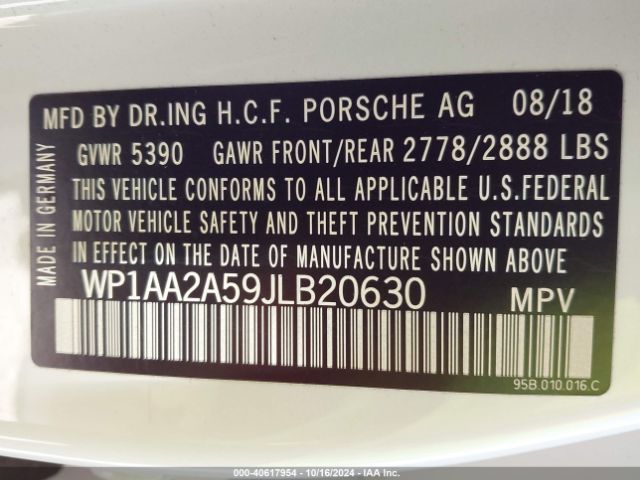 MFD BY DR.ING H.C.F. PORSCHE AG 08/18
GVWR 5390 GAWR FRONT/REAR 2778/2888 LBS
THIS VEHICLE CONFORMS TO ALL APPLICABLE U.S.FEDERAL
MOTOR VEHICLE SAFETY AND THEFT PREVENTION STANDARDS
IN EFFECT ON THE DATE OF MANUFACTURE SHOWN ABOVE
WP1AA2A59JLB20630 MPV
95B.010.016.C
MADE IN GERMANY
000 - 40617954 - 10/16/2024 - IAA Inc.